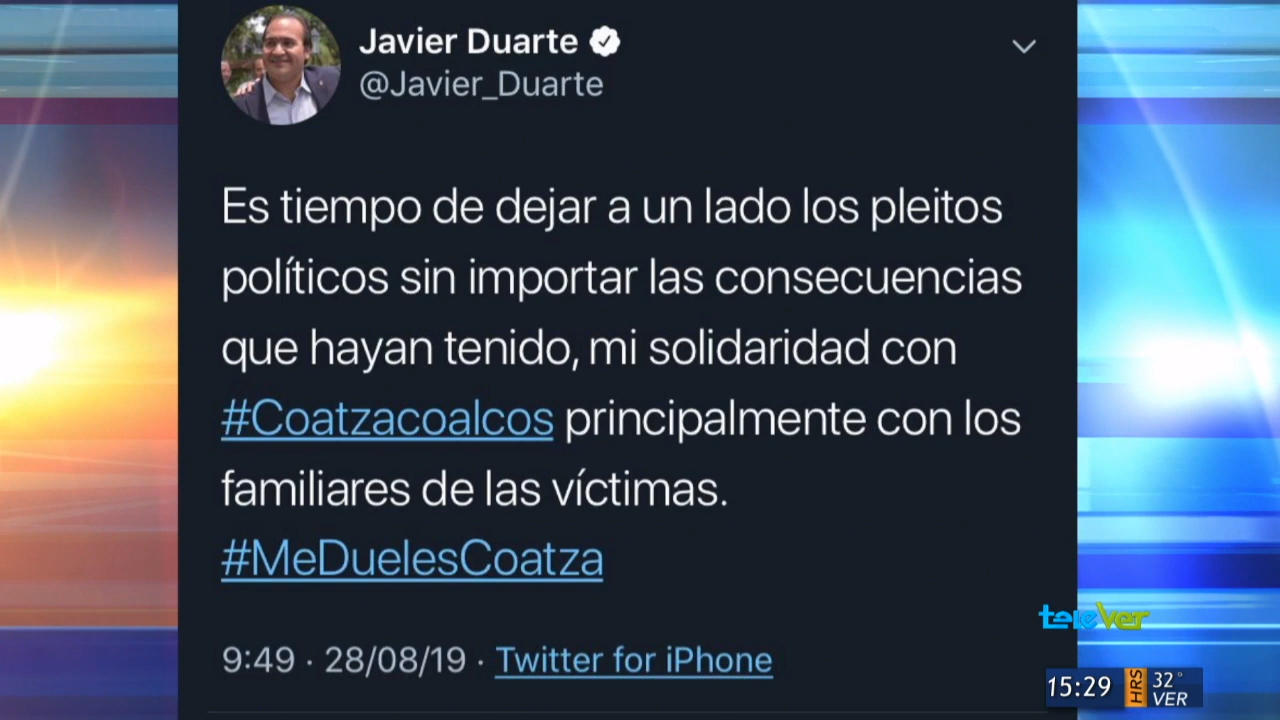 Javier Duarte
@Javier_Duarte
Es tiempo de dejar a un lado los pleitos
políticos sin importar las consecuencias
que hayan tenido, mi solidaridad con
#Coatzacoalcos principalmente con los
familiares de las víctimas.
#MeDuelesCoatza
9:49 · 28/08/19 · Twitter for iPhone
teleVer
15:29 HRS 32° VER